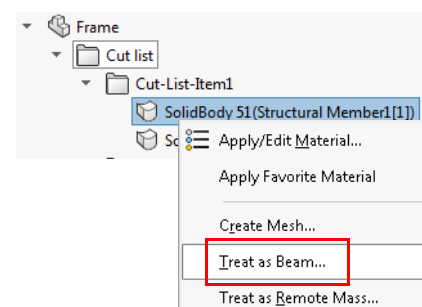 Frame
Cut list
Cut-List-Item1
SolidBody 51(Structural Member1[1])
Apply/Edit Material...
Apply Favorite Material
Create Mesh...
Treat as Beam...
Treat as Remote Mass...